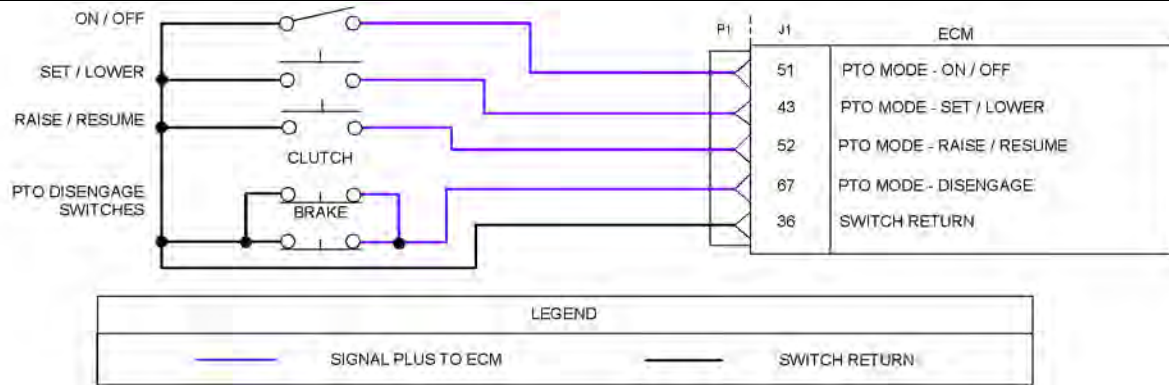 ON / OFF
SET / LOWER
RAISE / RESUME
CLUTCH
PTO DISENGAGE
SWITCHES
BRAKE
P1 J1 ECM
51 PTO MODE - ON / OFF
43 PTO MODE - SET / LOWER
52 PTO MODE - RAISE / RESUME
67 PTO MODE - DISENGAGE
36 SWITCH RETURN
LEGEND
SIGNAL PLUS TO ECM SWITCH RETURN